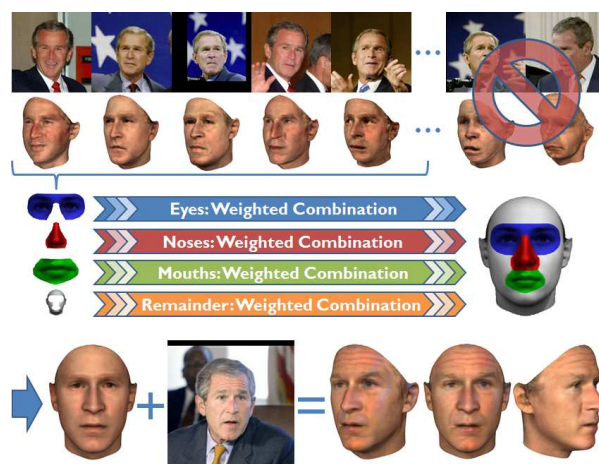 Eyes: Weighted Combination
Noses: Weighted Combination
Mouths: Weighted Combination
Remainder: Weighted Combination